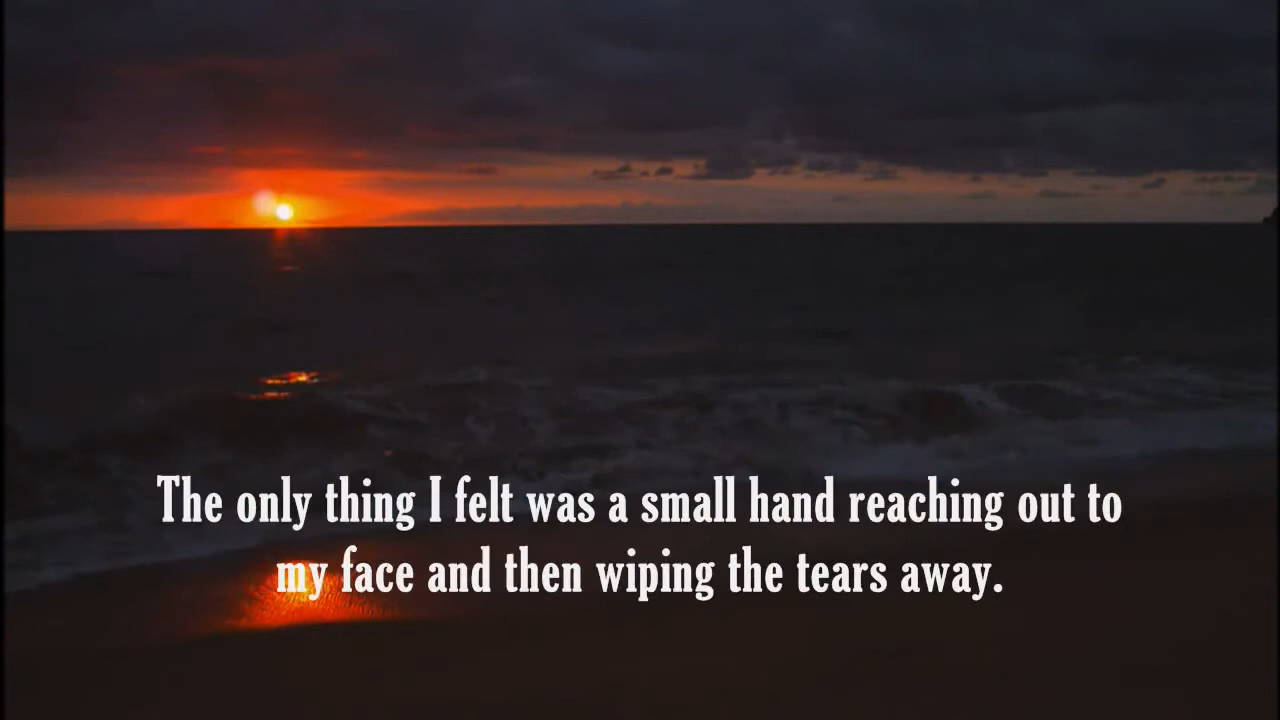 The only thing I felt was a small hand reaching out to
my face and then wiping the tears away.